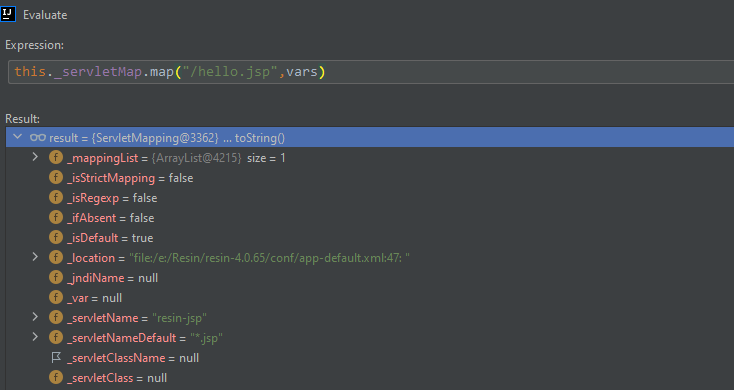 IJ Evaluate
Expression:
this._servletMap.map("/hello.jsp",vars)
Result:
result = {ServletMapping@3362} ... toString()
f _mappingList = {ArrayList@4215} size = 1
f _isStrictMapping = false
f _isRegexp = false
f _ifAbsent = false
f _isDefault = true
f _location = "file:/e:/Resin/resin-4.0.65/conf/app-default.xml:47: "
f _jndiName = null
f _var = null
f _servletName = "resin-jsp"
f _servletNameDefault = "*.jsp"
_servletClassName = null
f _servletClass = null